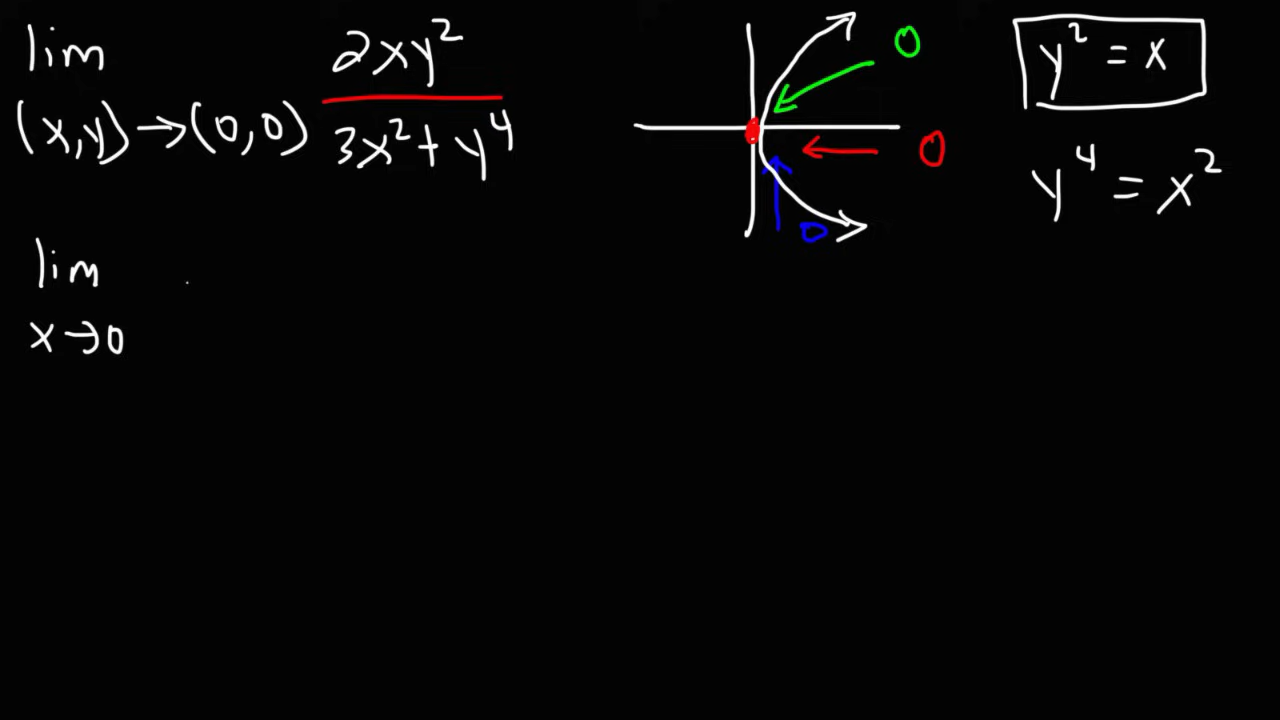 lim (x,y)→(0,0) 2xy² / 3x² + y⁴
0
0
0
y² = x
y⁴ = x²
lim x→0